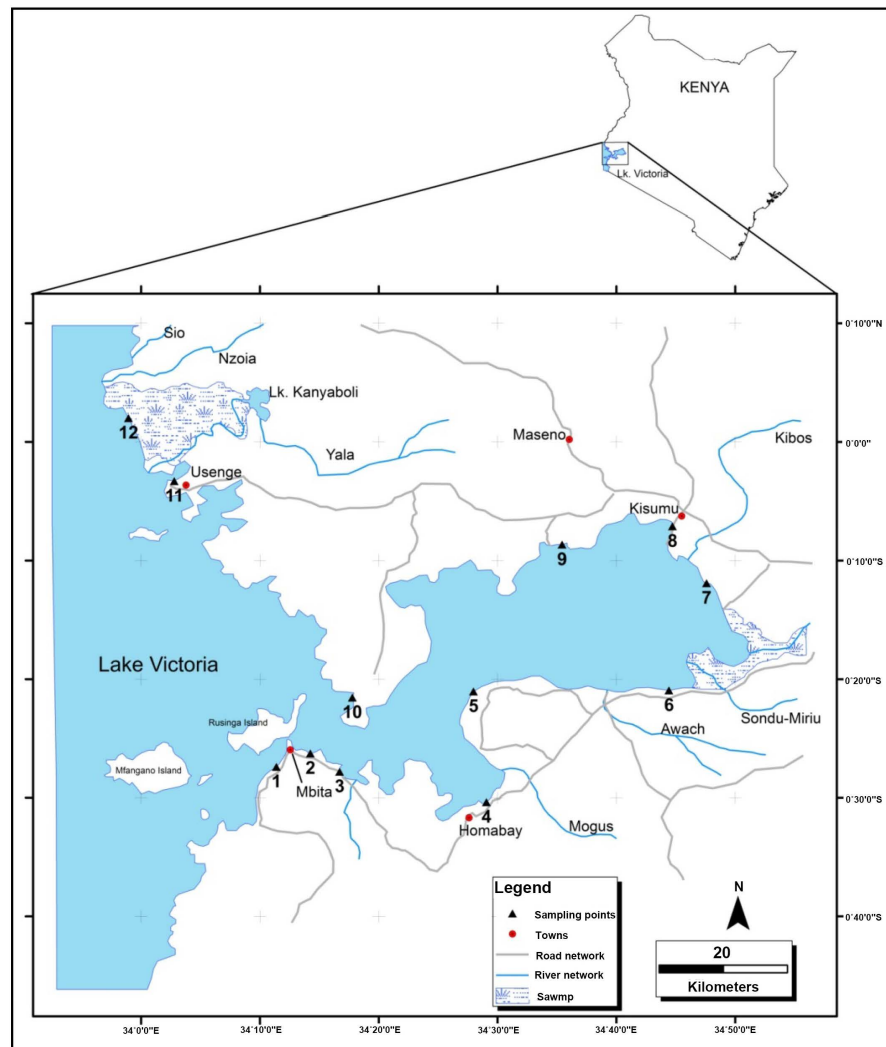 KENYA
Lk. Victoria
0'10'0"N
Sio
Nzoia
Lk. Kanyaboli
12
Maseno
Kibos
0'0'0"
Yala
Usenge
11
Kisumu
8
9
0'10'0"S
7
Lake Victoria
10
5
6
0'20'0"S
Sondu-Miriu
Rusinga Island
Awach
Mfangano Island
2
1
3
Mbita
4
0'30'0"S
Homabay
Mogus
Legend
Sampling points
Towns
Road network
River network
Sawmp
N
20
Kilometers
0'40'0"S
34'0'0"E
34'10'0"E
34'20'0"E
34'30'0"E
34'40'0"E
34'50'0"E